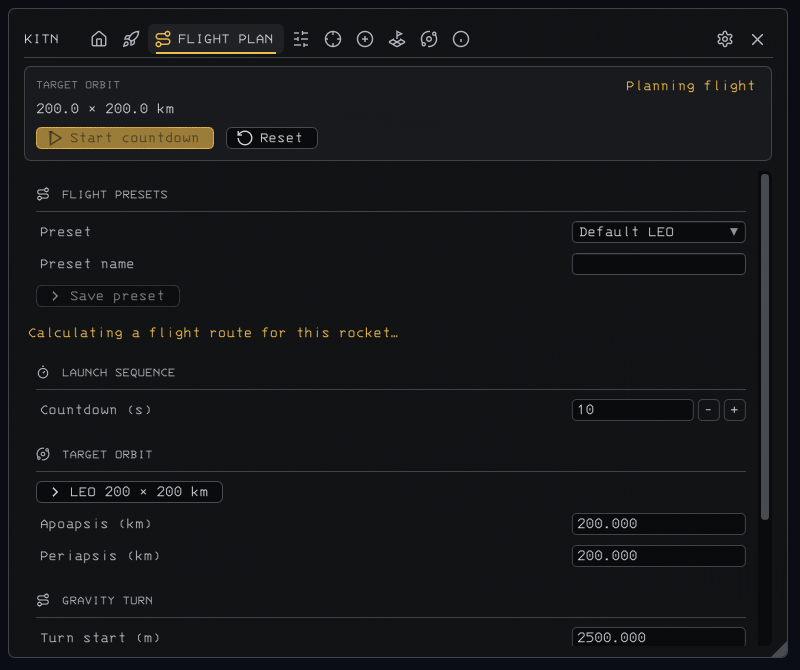 KITN
FLIGHT PLAN
TARGET ORBIT
Planning flight
200.0 × 200.0 km
Start countdown
Reset
FLIGHT PRESETS
Preset
Default LEO
Preset name
Save preset
Calculating a flight route for this rocket…
LAUNCH SEQUENCE
Countdown (s)
10
-
+
TARGET ORBIT
LEO 200 × 200 km
Apoapsis (km)
200.000
Periapsis (km)
200.000
GRAVITY TURN
Turn start (m)
2500.000